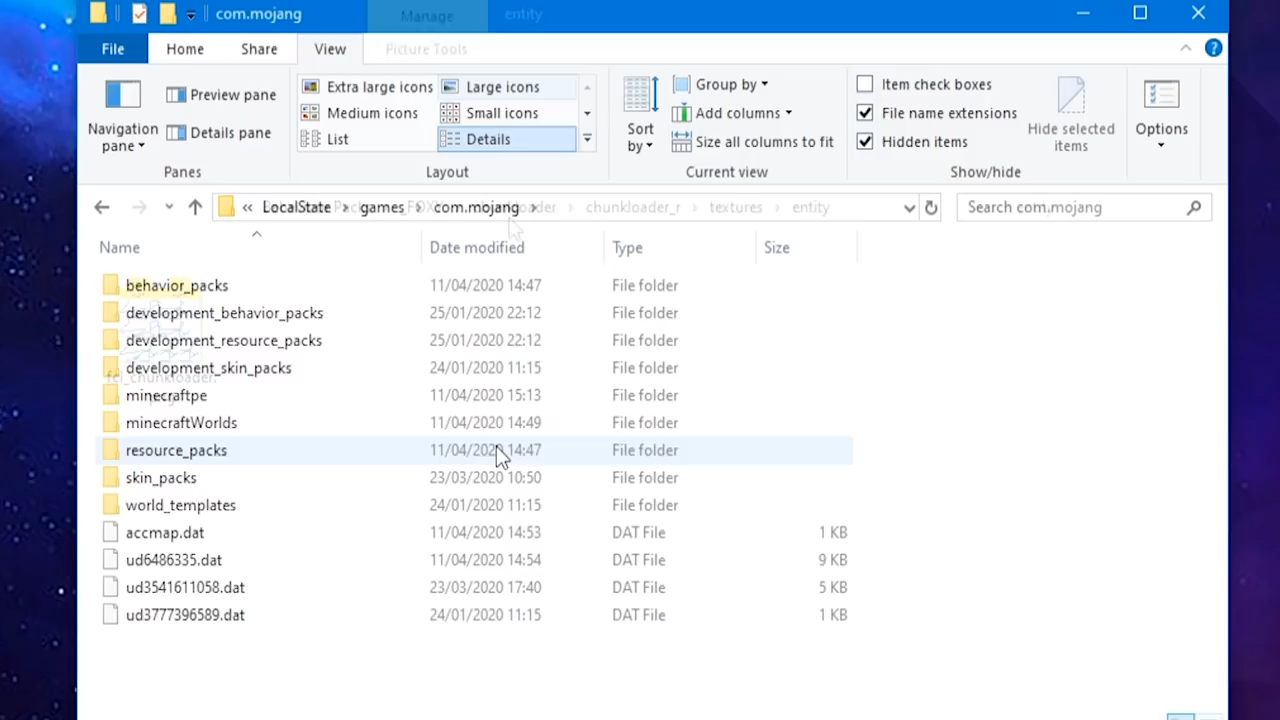 com.mojang
Manage
entity
File
Home
Share
View
Picture Tools
Navigation pane
Preview pane
Details pane
Panes
Extra large icons
Large icons
Medium icons
Small icons
List
Details
Layout
Sort by
Group by
Add columns
Size all columns to fit
Current view
Item check boxes
File name extensions
Hidden items
Hide selected items
Show/hide
Options
« LocalState › games › com.mojang ›
chunkloader_r › textures › entity
Search com.mojang
Name Date modified Type Size
behavior_packs 11/04/2020 14:47 File folder
development_behavior_packs 25/01/2020 22:12 File folder
development_resource_packs 25/01/2020 22:12 File folder
development_skin_packs 24/01/2020 11:15 File folder
minecraftpe 11/04/2020 15:13 File folder
minecraftWorlds 11/04/2020 14:49 File folder
resource_packs 11/04/2020 14:47 File folder
skin_packs 23/03/2020 10:50 File folder
world_templates 24/01/2020 11:15 File folder
accmap.dat 11/04/2020 14:53 DAT File 1 KB
ud6486335.dat 11/04/2020 14:54 DAT File 9 KB
ud3541611058.dat 23/03/2020 17:40 DAT File 5 KB
ud3777396589.dat 24/01/2020 11:15 DAT File 1 KB